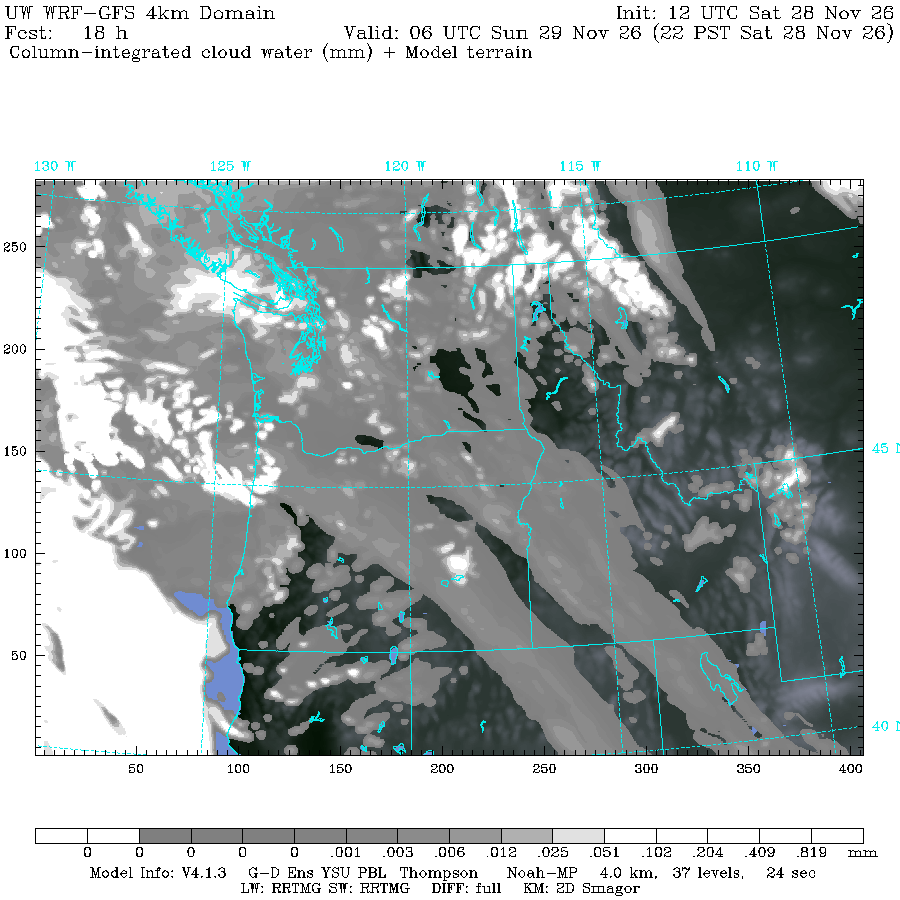 UW WRF-GFS 4km Domain Init: 12 UTC Sat 28 Nov 26
Fcst: 18 h Valid: 06 UTC Sun 29 Nov 26 (22 PST Sat 28 Nov 26)
Column-integrated cloud water (mm) + Model terrain
130 W 125 W 120 W 115 W 110 W
250
200
150 45 N
100
50
40 N
50 100 150 200 250 300 350 400
0 0 0 0 .001 .003 .006 .012 .025 .051 .102 .204 .409 .819 mm
Model Info: V4.1.3 G-D Ens YSU PBL Thompson Noah-MP 4.0 km, 37 levels, 24 sec
LW: RRTMG SW: RRTMG DIFF: full KM: 2D Smagor